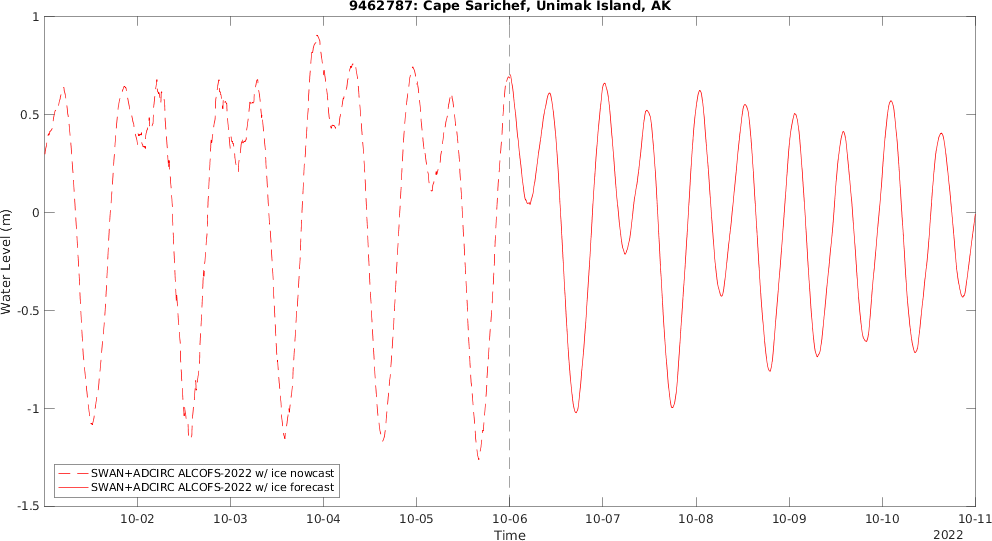 9462787: Cape Sarichef, Unimak Island, AK
1
0.5
0
-0.5
-1
-1.5
Water Level (m)
SWAN+ADCIRC ALCOFS-2022 w/ ice nowcast
SWAN+ADCIRC ALCOFS-2022 w/ ice forecast
10-02 10-03 10-04 10-05 10-06 10-07 10-08 10-09 10-10 10-11
Time
2022